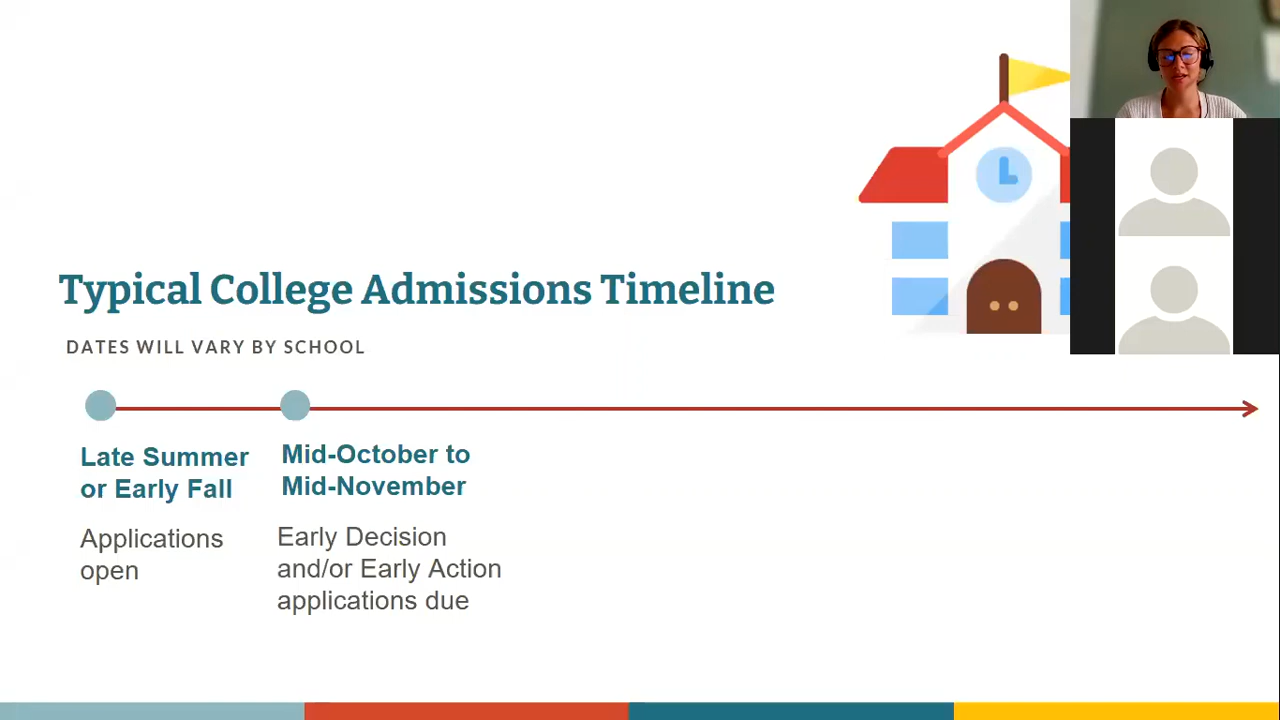 Typical College Admissions Timeline
DATES WILL VARY BY SCHOOL
Late Summer
or Early Fall
Applications
open
Mid-October to
Mid-November
Early Decision
and/or Early Action
applications due